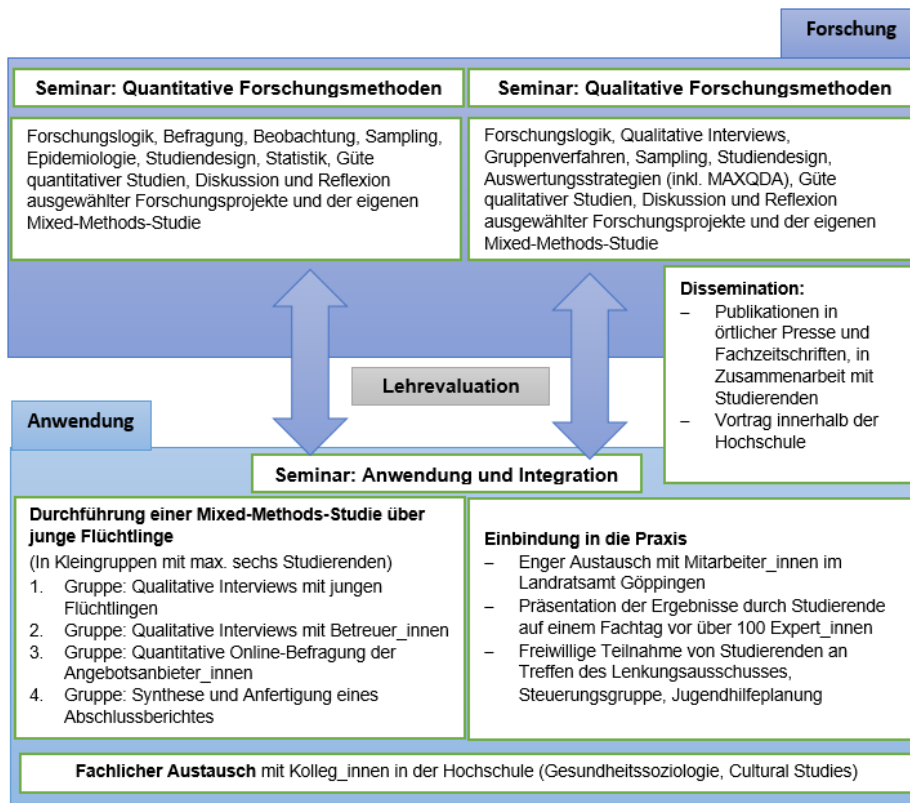 Forschung
Seminar: Quantitative Forschungsmethoden
Forschungslogik, Befragung, Beobachtung, Sampling,
Epidemiologie, Studiendesign, Statistik, Güte
quantitativer Studien, Diskussion und Reflexion
ausgewählter Forschungsprojekte und der eigenen
Mixed-Methods-Studie
Seminar: Qualitative Forschungsmethoden
Forschungslogik, Qualitative Interviews,
Gruppenverfahren, Sampling, Studiendesign,
Auswertungsstrategien (inkl. MAXQDA), Güte
qualitativer Studien, Diskussion und Reflexion
ausgewählter Forschungsprojekte und der eigenen
Mixed-Methods-Studie
Dissemination:
– Publikationen in
örtlicher Presse und
Fachzeitschriften, in
Zusammenarbeit mit
Studierenden
– Vortrag innerhalb der
Hochschule
Lehrevaluation
Anwendung
Seminar: Anwendung und Integration
Durchführung einer Mixed-Methods-Studie über
junge Flüchtlinge
(In Kleingruppen mit max. sechs Studierenden)
1. Gruppe: Qualitative Interviews mit jungen
Flüchtlingen
2. Gruppe: Qualitative Interviews mit Betreuer_innen
3. Gruppe: Quantitative Online-Befragung der
Angebotsanbieter_innen
4. Gruppe: Synthese und Anfertigung eines
Abschlussberichtes
Einbindung in die Praxis
– Enger Austausch mit Mitarbeiter_innen im
Landratsamt Göppingen
– Präsentation der Ergebnisse durch Studierende
auf einem Fachtag vor über 100 Expert_innen
– Freiwillige Teilnahme von Studierenden an
Treffen des Lenkungsausschusses,
Steuerungsgruppe, Jugendhilfeplanung
Fachlicher Austausch mit Kolleg_innen in der Hochschule (Gesundheitssoziologie, Cultural Studies)